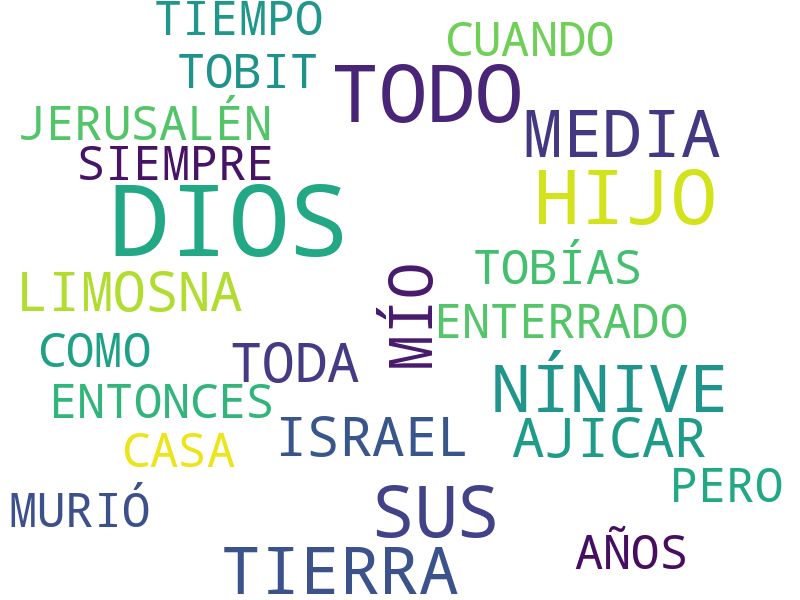 TIEMPO
CUANDO
TOBIT
TODO
JERUSALÉN
MEDIA
SIEMPRE
HIJO
DIOS
TOBÍAS
LIMOSNA
MÍO
ENTERRADO
COMO
TODA
NÍNIVE
ENTONCES
ISRAEL
AJICAR
CASA
PERO
MURIÓ
SUS
AÑOS
TIERRA